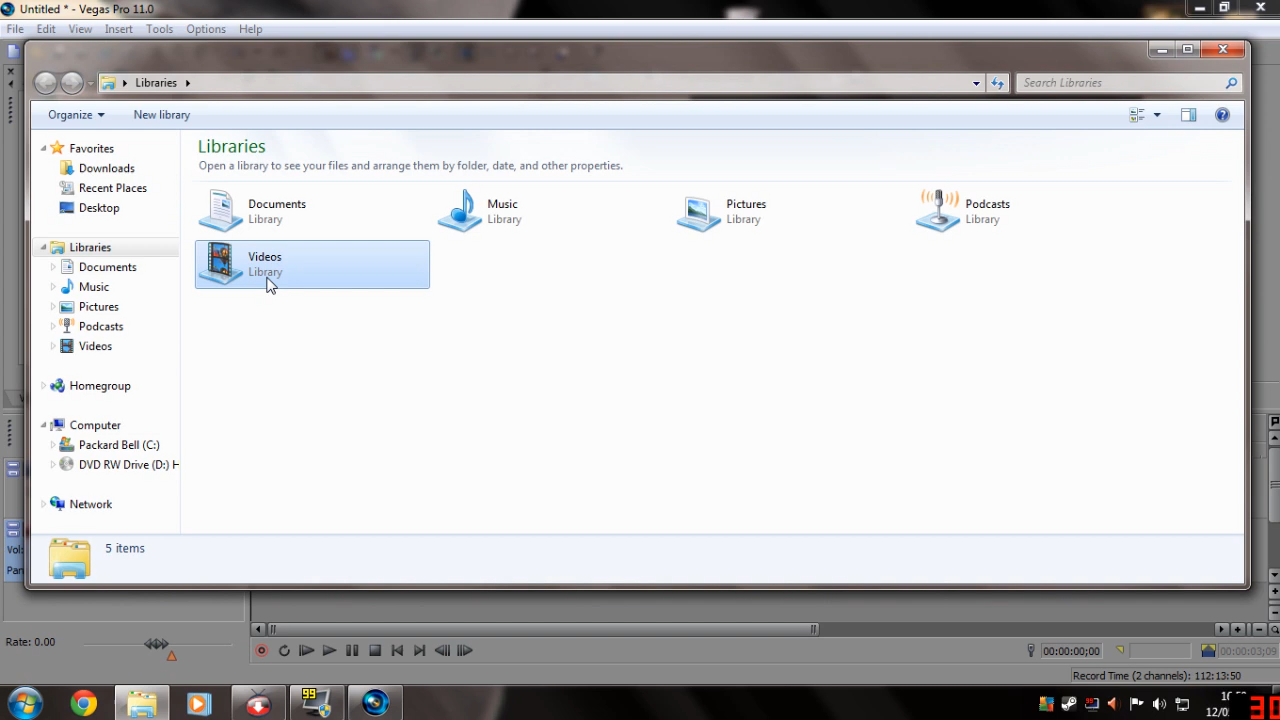 Untitled * - Vegas Pro 11.0
File Edit View Insert Tools Options Help
Libraries
Search Libraries
Organize New library
Favorites
Downloads
Recent Places
Desktop
Libraries
Documents
Music
Pictures
Podcasts
Videos
Homegroup
Computer
Packard Bell (C:)
DVD RW Drive (D:) H
Network
Libraries
Open a library to see your files and arrange them by folder, date, and other properties.
Documents
Library
Music
Library
Pictures
Library
Podcasts
Library
Videos
Library
5 items
Vol:
Pan
Rate: 0.00
00:00:00;00
00:00:03;09
Record Time (2 channels): 112:13:50
99
12/0
30